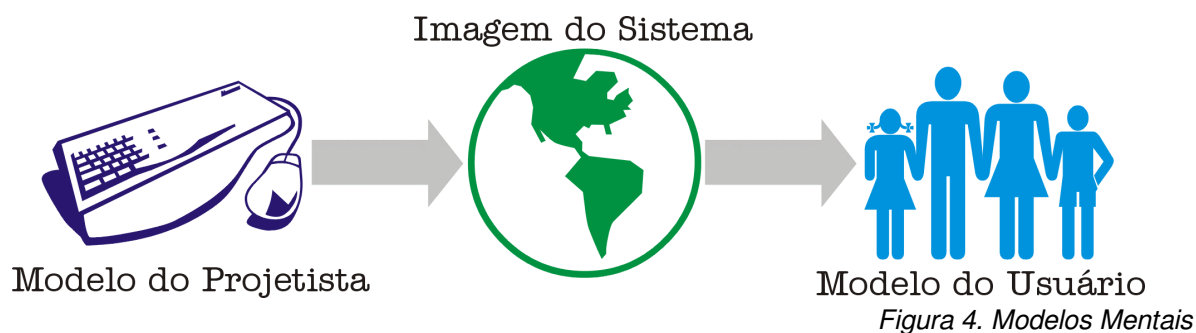 Imagem do Sistema
Modelo do Projetista
Modelo do Usuário
Figura 4. Modelos Mentais